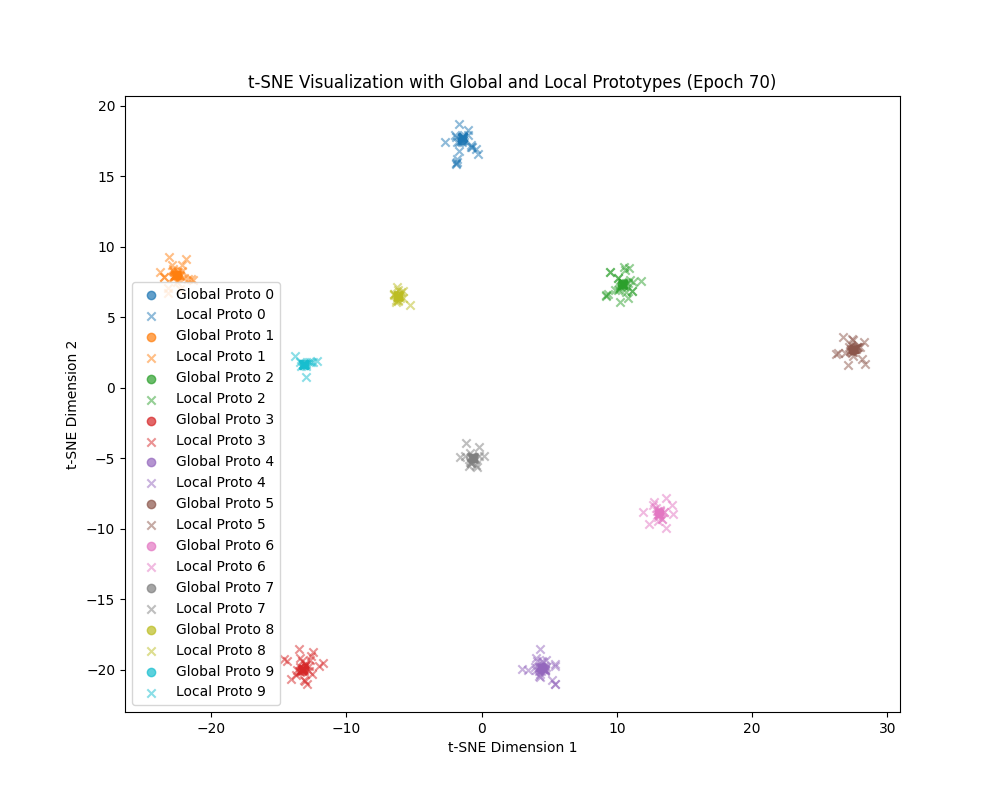 t-SNE Visualization with Global and Local Prototypes (Epoch 70)
20
15
10
5
0
−5
−10
−15
−20
t-SNE Dimension 2
Global Proto 0
Local Proto 0
Global Proto 1
Local Proto 1
Global Proto 2
Local Proto 2
Global Proto 3
Local Proto 3
Global Proto 4
Local Proto 4
Global Proto 5
Local Proto 5
Global Proto 6
Local Proto 6
Global Proto 7
Local Proto 7
Global Proto 8
Local Proto 8
Global Proto 9
Local Proto 9
−20 −10 0 10 20 30
t-SNE Dimension 1